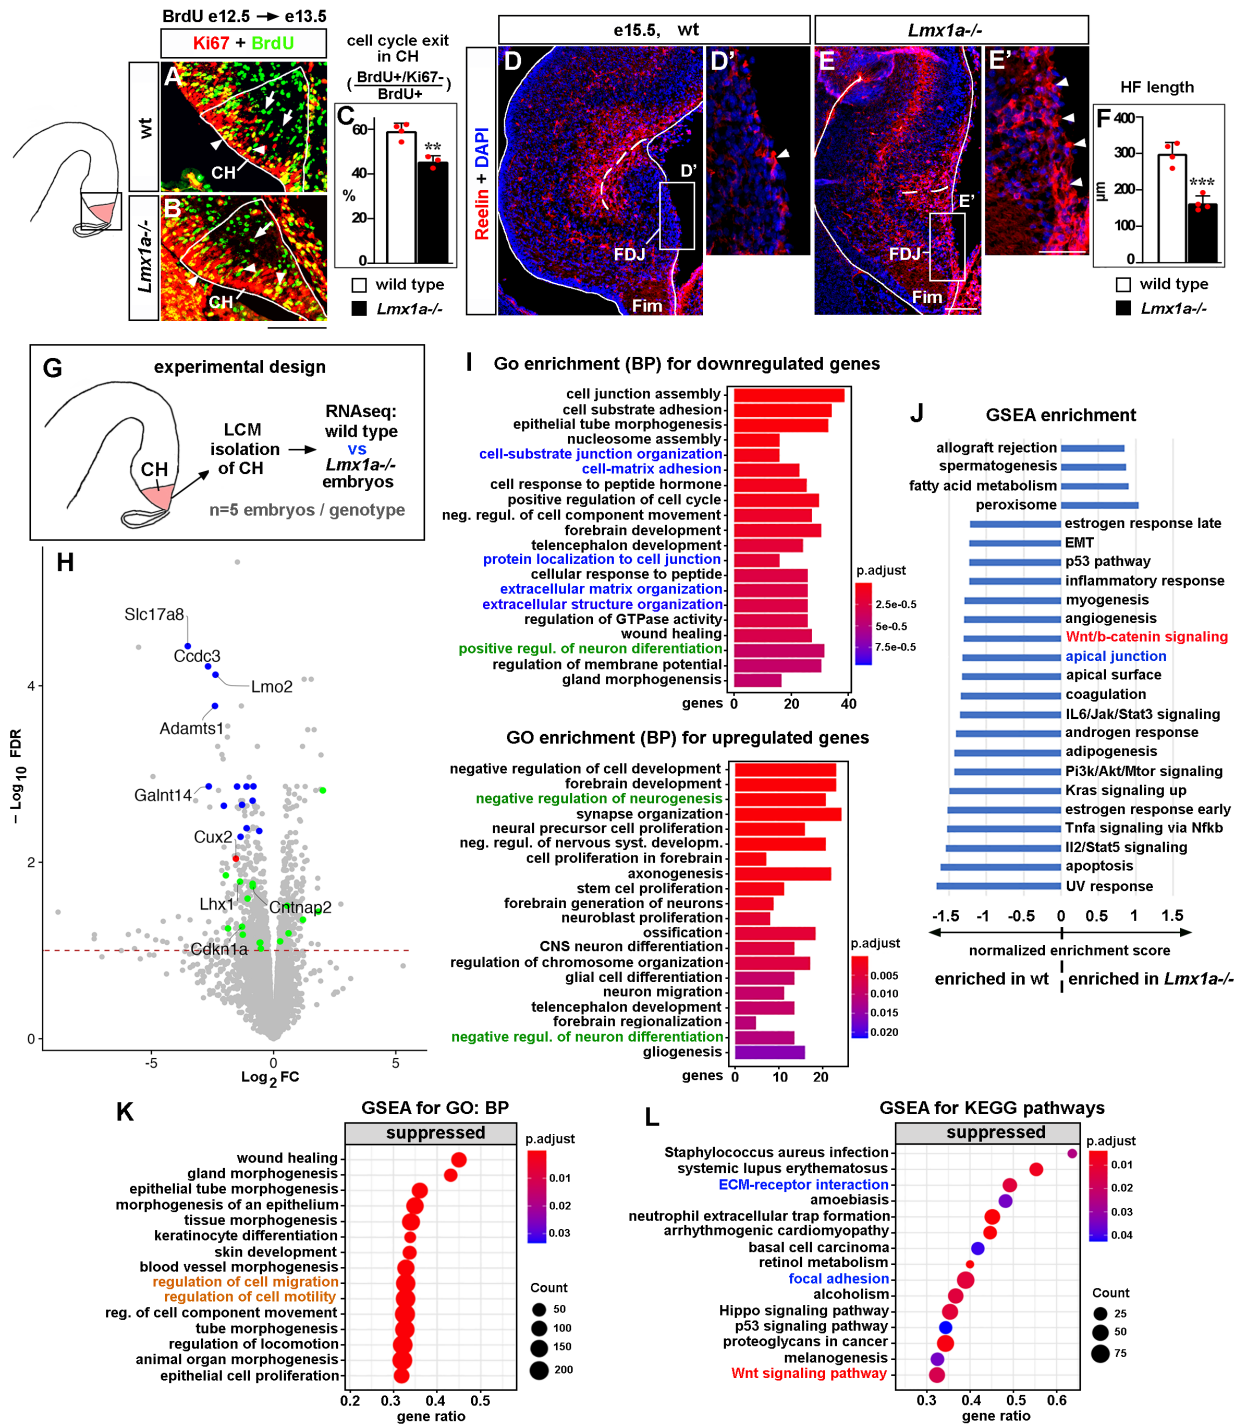 BrdU e12.5 → e13.5
Ki67 + BrdU
wt
Lmx1a-/-
A
CH
B
CH
cell cycle exit
in CH
(BrdU+/Ki67-
BrdU+)
C
60
40
%
20
0
**
wild type
Lmx1a-/-
e15.5, wt
Lmx1a-/-
Reelin + DAPI
D
D'
FDJ
Fim
D'
E
E'
FDJ
Fim
E'
HF length
F
400
300
µm
200
100
0
***
wild type
Lmx1a-/-
G
experimental design
CH
LCM
isolation
of CH
RNAseq:
wild type
vs
Lmx1a-/-
embryos
n=5 embryos / genotype
H
Slc17a8
Ccdc3
Lmo2
Adamts1
Galnt14
Cux2
Lhx1
Cntnap2
Cdkn1a
– Log10 FDR
4
2
0
-5
0
5
Log2 FC
I
Go enrichment (BP) for downregulated genes
cell junction assembly
cell substrate adhesion
epithelial tube morphogenesis
nucleosome assembly
cell-substrate junction organization
cell-matrix adhesion
cell response to peptide hormone
positive regulation of cell cycle
neg. regul. of cell component movement
forebrain development
telencephalon development
protein localization to cell junction
cellular response to peptide
extracellular matrix organization
extracellular structure organization
regulation of GTPase activity
wound healing
positive regul. of neuron diferentiation
regulation of membrane potential
gland morphogenensis
genes
0
20
40
p.adjust
2.5e-0.5
5e-0.5
7.5e-0.5
GO enrichment (BP) for upregulated genes
negative regulation of cell development
forebrain development
negative regulation of neurogenesis
synapse organization
neural precursor cell proliferation
neg. regul. of nervous syst. developm.
cell proliferation in forebrain
axonogenesis
stem cell proliferation
forebrain generation of neurons
neuroblast proliferation
ossification
CNS neuron differentiation
regulation of chromosome organization
glial cell differentiation
neuron migration
telencephalon development
forebrain regionalization
negative regul. of neuron differentiation
gliogenesis
genes
0
10
20
p.adjust
0.005
0.010
0.015
0.020
J
GSEA enrichment
allograft rejection
spermatogenesis
fatty acid metabolism
peroxisome
estrogen response late
EMT
p53 pathway
inflammatory response
myogenesis
angiogenesis
Wnt/b-catenin signaling
apical junction
apical surface
coagulation
IL6/Jak/Stat3 signaling
androgen response
adipogenesis
Pi3k/Akt/Mtor signaling
Kras signaling up
estrogen response early
Tnfa signaling via Nfkb
Il2/Stat5 signaling
apoptosis
UV response
-1.5 -1 -0.5 0 0.5 1 1.5
normalized enrichment score
enriched in wt
enriched in Lmx1a-/-
K
GSEA for GO: BP
suppressed
wound healing
gland morphogenesis
epithelial tube morphogenesis
morphogenesis of an epithelium
tissue morphogenesis
keratinocyte differentiation
skin development
blood vessel morphogenesis
regulation of cell migration
regulation of cell motility
reg. of cell component movement
tube morphogenesis
regulation of locomotion
animal organ morphogenesis
epithelial cell proliferation
0.2 0.3 0.4 0.5
gene ratio
p.adjust
0.01
0.02
0.03
Count
50
100
150
200
L
GSEA for KEGG pathways
suppressed
Staphylococcus aureus infection
systemic lupus erythematosus
ECM-receptor interaction
amoebiasis
neutrophil extracellular trap formation
arrhythmogenic cardiomyopathy
basal cell carcinoma
retinol metabolism
focal adhesion
alcoholism
Hippo signaling pathway
p53 signaling pathway
proteoglycans in cancer
melanogenesis
Wnt signaling pathway
0.3 0.4 0.5 0.6
gene ratio
p.adjust
0.01
0.02
0.03
0.04
Count
25
50
75